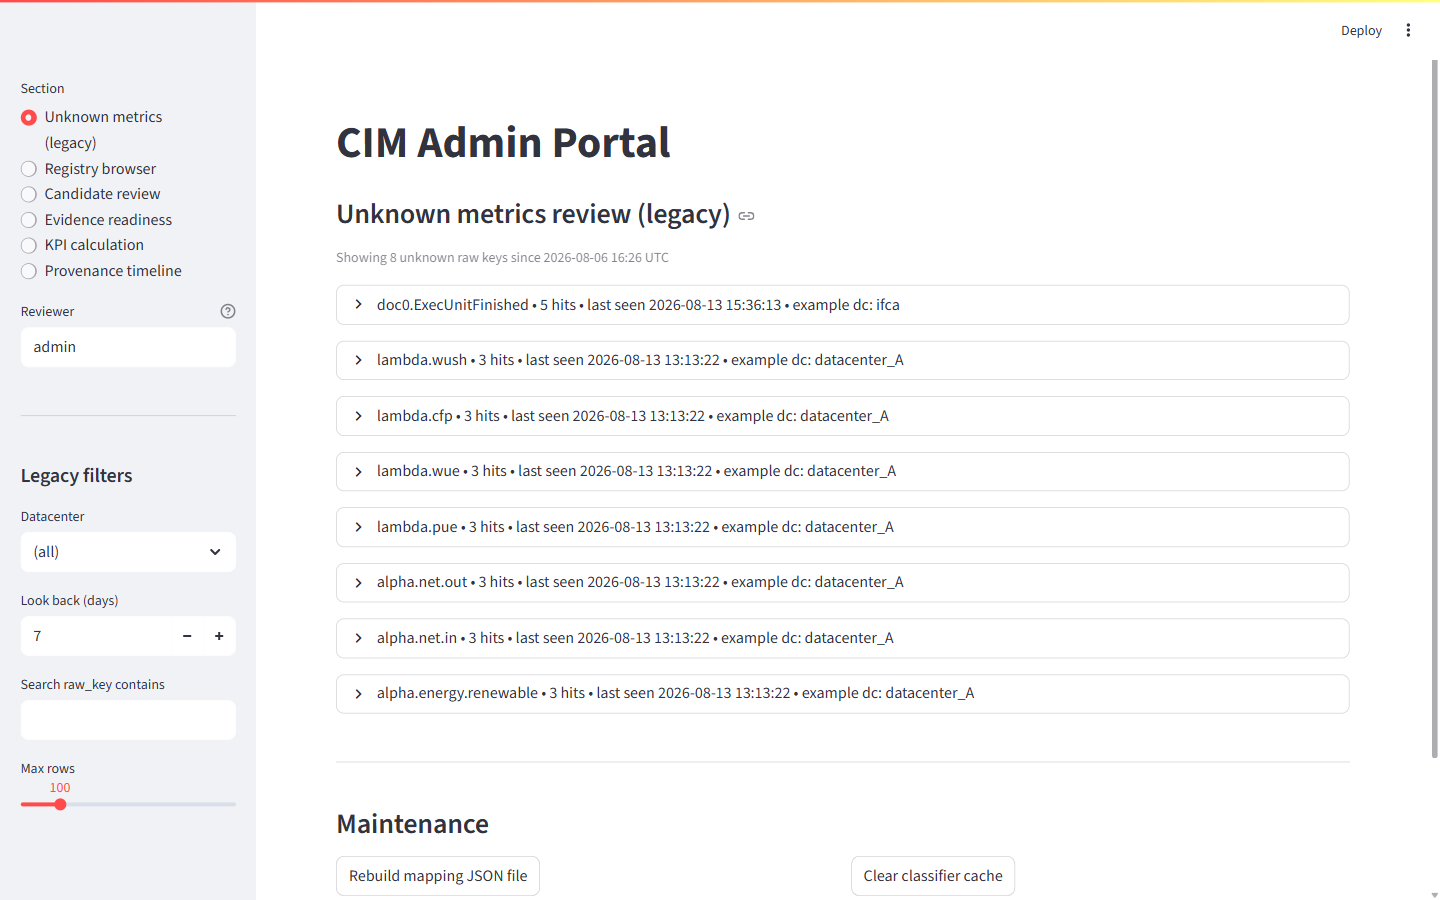 Deploy
Section
Unknown metrics
(legacy)
Registry browser
Candidate review
Evidence readiness
KPI calculation
Provenance timeline
Reviewer
admin
Legacy filters
Datacenter
(all)
Look back (days)
7
Search raw_key contains
Max rows
100
CIM Admin Portal
Unknown metrics review (legacy)
Showing 8 unknown raw keys since 2026-08-06 16:26 UTC
doc0.ExecUnitFinished • 5 hits • last seen 2026-08-13 15:36:13 • example dc: ifca
lambda.wush • 3 hits • last seen 2026-08-13 13:13:22 • example dc: datacenter_A
lambda.cfp • 3 hits • last seen 2026-08-13 13:13:22 • example dc: datacenter_A
lambda.wue • 3 hits • last seen 2026-08-13 13:13:22 • example dc: datacenter_A
lambda.pue • 3 hits • last seen 2026-08-13 13:13:22 • example dc: datacenter_A
alpha.net.out • 3 hits • last seen 2026-08-13 13:13:22 • example dc: datacenter_A
alpha.net.in • 3 hits • last seen 2026-08-13 13:13:22 • example dc: datacenter_A
alpha.energy.renewable • 3 hits • last seen 2026-08-13 13:13:22 • example dc: datacenter_A
Maintenance
Rebuild mapping JSON file
Clear classifier cache